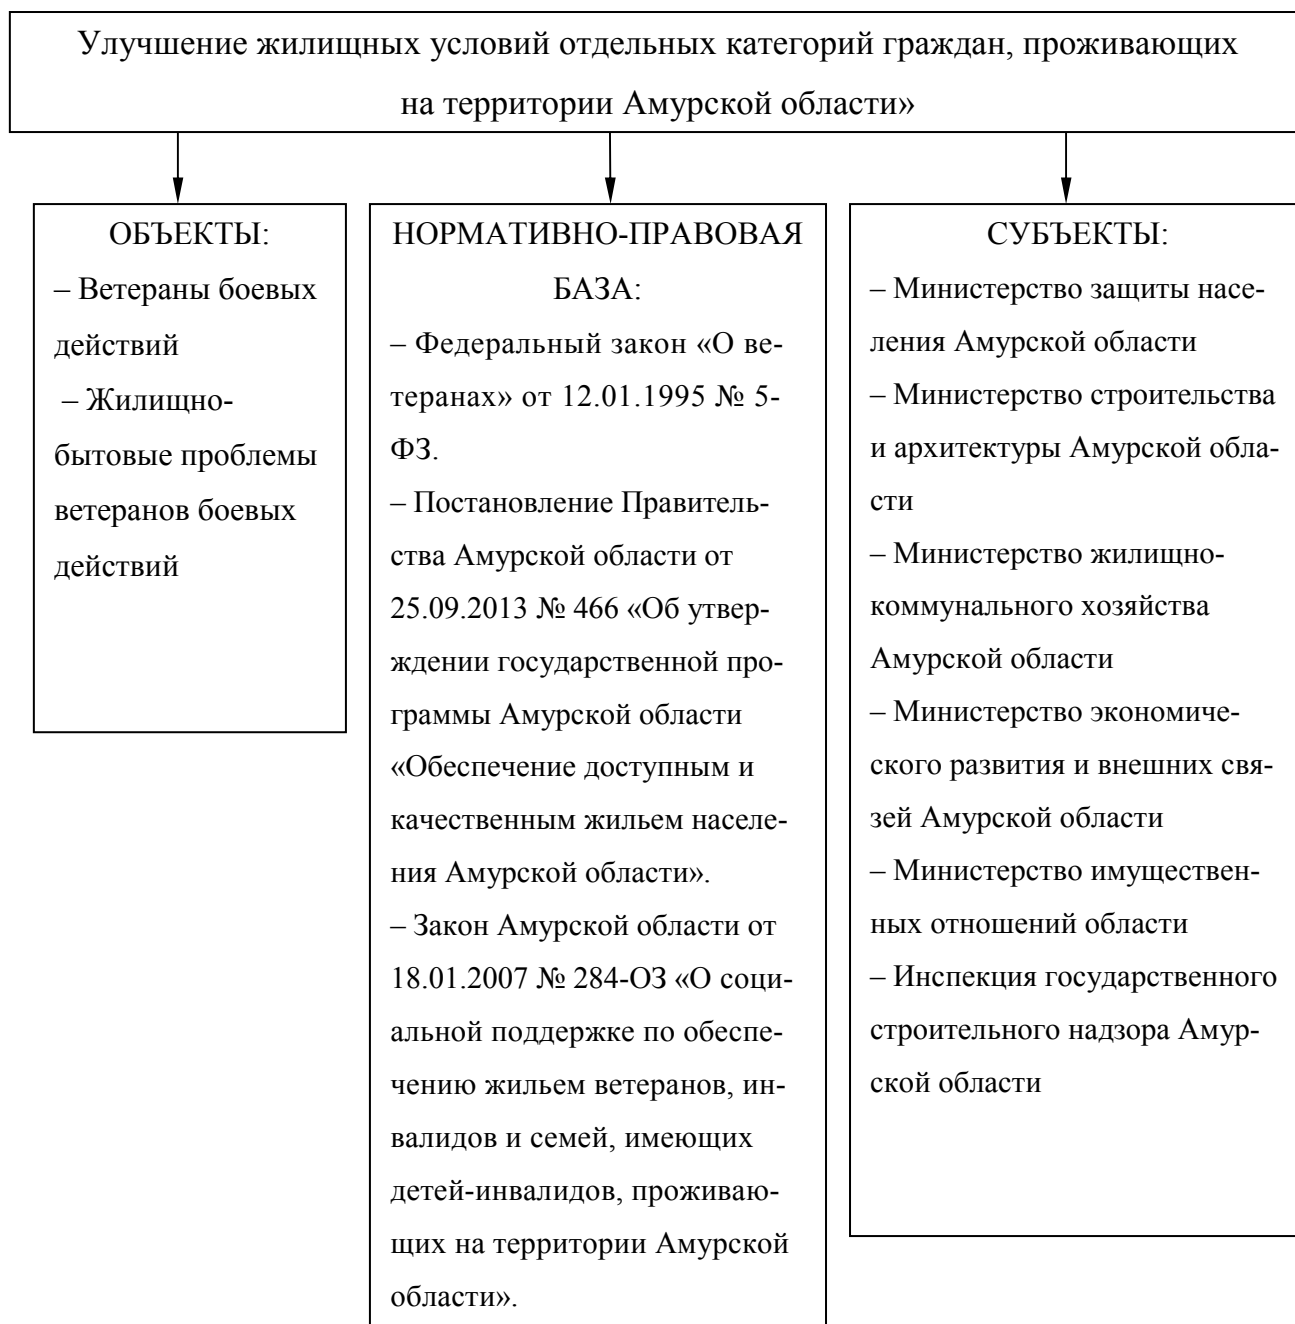 Улучшение жилищных условий отдельных категорий граждан, проживающих
на территории Амурской области»
ОБЪЕКТЫ:
– Ветераны боевых
действий
– Жилищно-
бытовые проблемы
ветеранов боевых
действий
НОРМАТИВНО-ПРАВОВАЯ
БАЗА:
– Федеральный закон «О ве-
теранах» от 12.01.1995 № 5-
ФЗ.
– Постановление Правитель-
ства Амурской области от
25.09.2013 № 466 «Об утвер-
ждении государственной про-
граммы Амурской области
«Обеспечение доступным и
качественным жильем населе-
ния Амурской области».
– Закон Амурской области от
18.01.2007 № 284-ОЗ «О соци-
альной поддержке по обеспе-
чению жильем ветеранов, ин-
валидов и семей, имеющих
детей-инвалидов, проживаю-
щих на территории Амурской
области».
СУБЪЕКТЫ:
– Министерство защиты насе-
ления Амурской области
– Министерство строительства
и архитектуры Амурской обла-
сти
– Министерство жилищно-
коммунального хозяйства
Амурской области
– Министерство экономиче-
ского развития и внешних свя-
зей Амурской области
– Министерство имуществен-
ных отношений области
– Инспекция государственного
строительного надзора Амур-
ской области